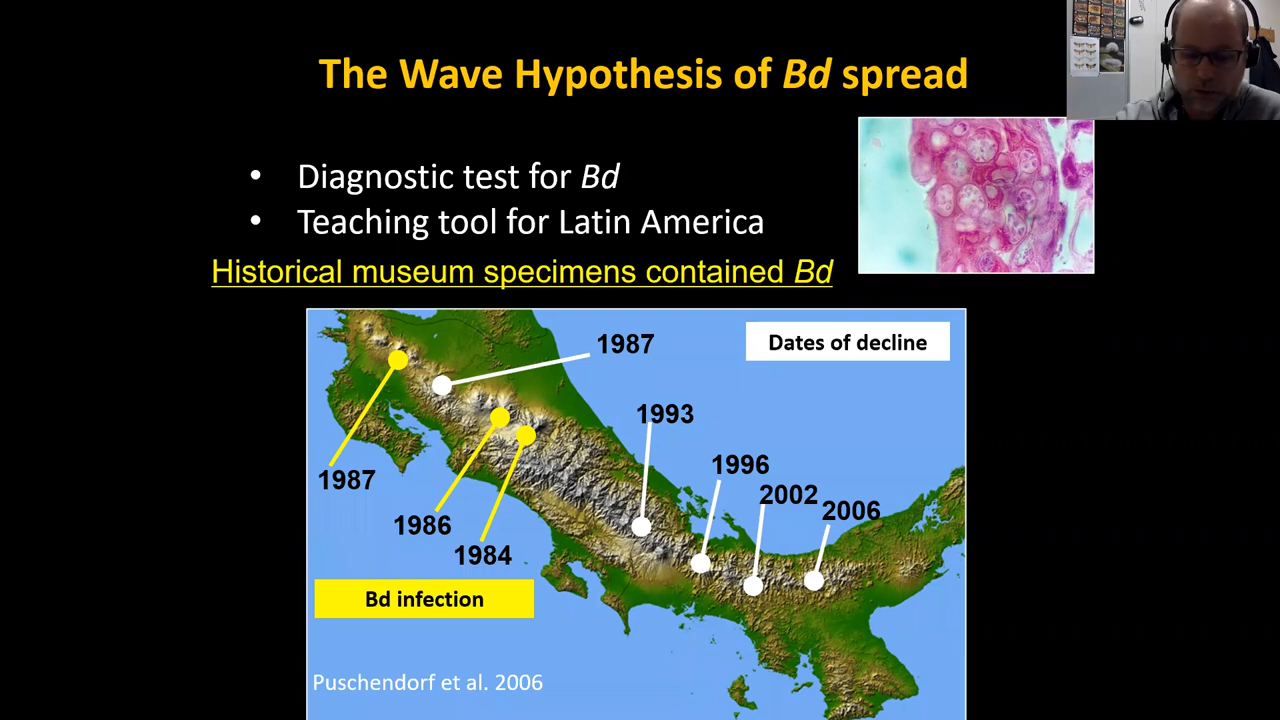 The Wave Hypothesis of Bd spread
• Diagnostic test for Bd
• Teaching tool for Latin America
Historical museum specimens contained Bd
Dates of decline
1987
1993
1996
2002
2006
1987
1986
1984
Bd infection
Puschendorf et al. 2006